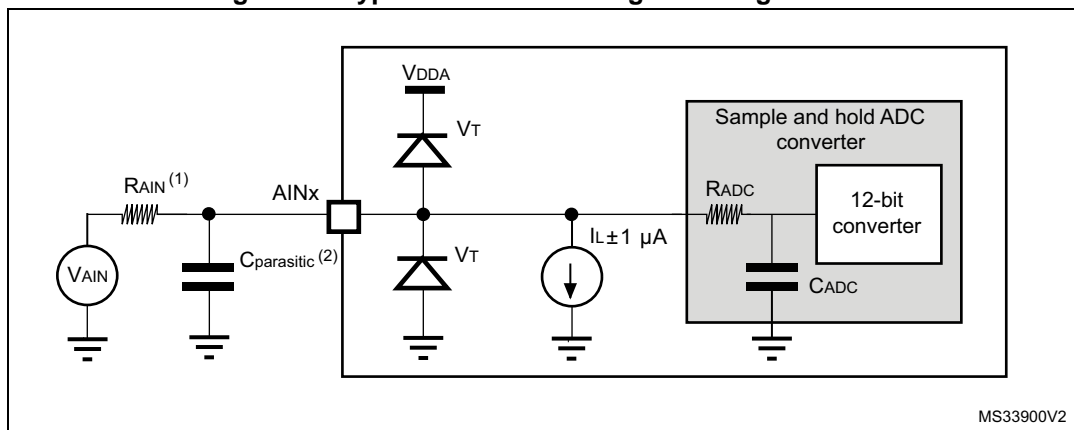 VDDA
Sample and hold ADC
converter
VT
RAIN (1)
AINx
RADC
12-bit
converter
IL±1 µA
VT
Cparasitic (2)
VAIN
CADC
MS33900V2